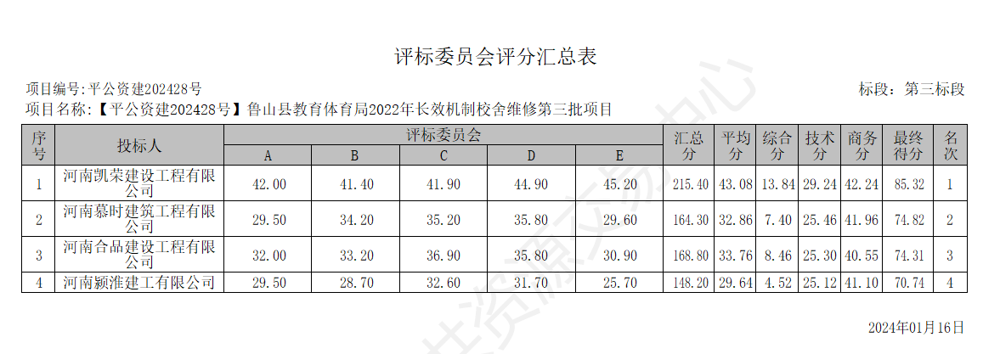 评标委员会评分汇总表
项目编号:平公资建202428号 标段：第三标段
项目名称:【平公资建202428号】鲁山县教育体育局2022年长效机制校舍维修第三批项目
序号 投标人 评标委员会 汇总分 平均分 综合分 技术分 商务分 最终得分 名次
A B C D E
1 河南凯荣建设工程有限公司 42.00 41.40 41.90 44.90 45.20 215.40 43.08 13.84 29.24 42.24 85.32 1
2 河南慕时建筑工程有限公司 29.50 34.20 35.20 35.80 29.60 164.30 32.86 7.40 25.46 41.96 74.82 2
3 河南合品建设工程有限公司 32.00 33.20 36.90 35.80 30.90 168.80 33.76 8.46 25.30 40.55 74.31 3
4 河南颍淮建工有限公司 29.50 28.70 32.60 31.70 25.70 148.20 29.64 4.52 25.12 41.10 70.74 4
2024年01月16日
共资源交易中心